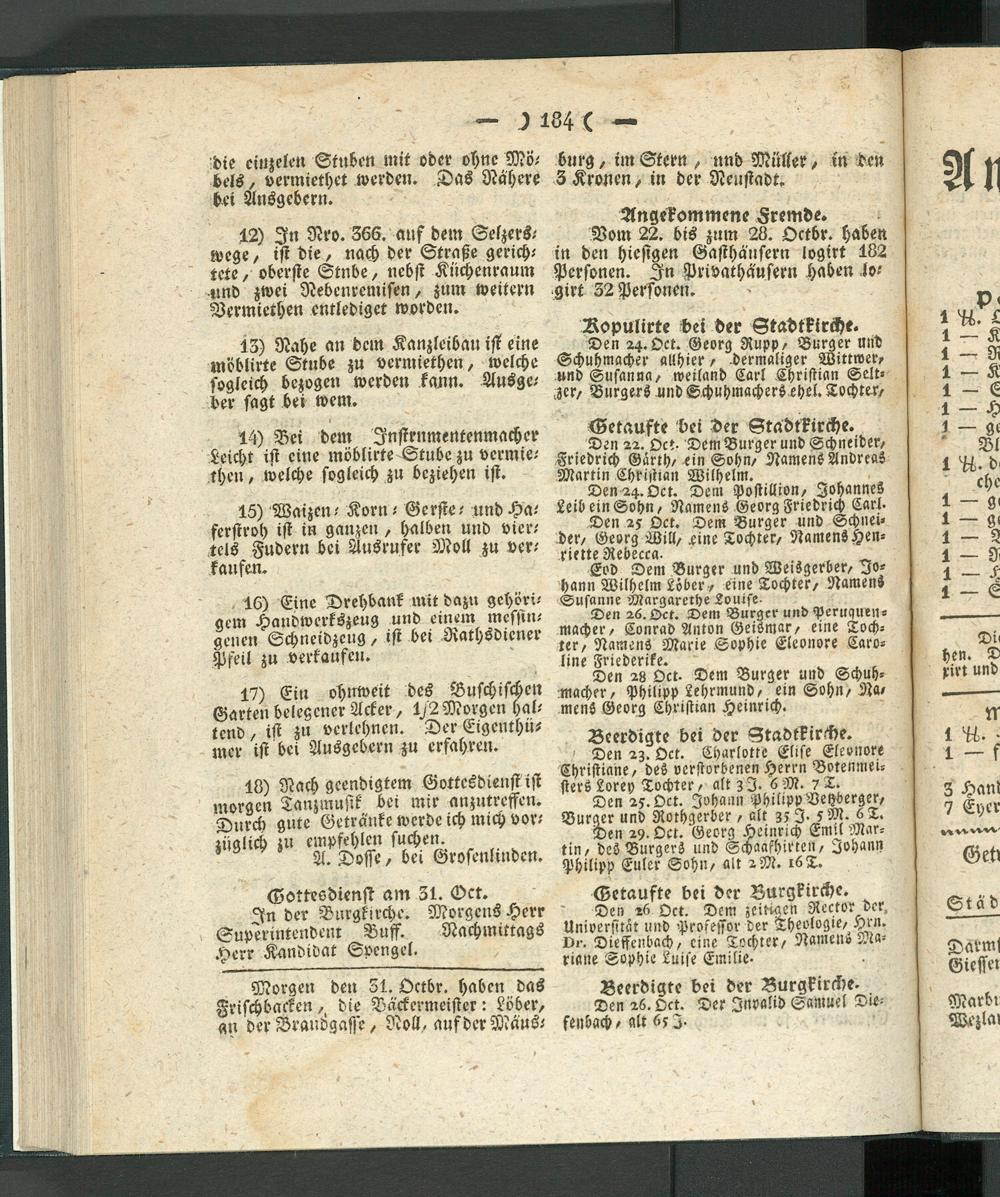 — ) 184 ( —
die einzelen Stuben mit oder ohne Mö⸗
bels, vermiethet werden. Das Nähere
bei Ausgebern.
12) In Nro. 366. auf dem Selzers⸗
wege, ist die, nach der Straße gerich⸗
tete, oberste Stnbe, nebst Küchenraum
und zwei Nebenremisen, zum weitern
Vermiethen entlediget worden.
13) Nahe an dem Kanzleibau ist eine
möblirte Stube zu vermiethen, welche
sogleich bezogen werden kann. Ausge⸗
ber sagt bei wem.
14) Bei dem Instrnmentenmacher
Leicht ist eine möblirte Stube zu vermie⸗
then, welche sogleich zu beziehen ist.
15) Waizen⸗ Korn⸗ Gerste⸗ und Ha⸗
ferstroh ist in ganzen, halben und vier⸗
tels Fudern bei Ausrufer Moll zu ver⸗
kaufen.
16) Eine Drehbank mit dazu gehöri⸗
gem Handwerkszeug und einem messin⸗
genen Schneidzeug, ist bei Rathsdiener
Pfeil zu verkaufen.
17) Ein ohnweit des Buschischen
Garten belegener Acker, 1/2 Morgen hal⸗
tend, ist zu verlehnen. Der Eigenthü⸗
mer ist bei Ausgebern zu erfahren.
18) Nach geendigtem Gottesdienst ist
morgen Tanzmusik bei mir anzutreffen.
Durch gute Getränke werde ich mich vor⸗
züglich zu empfehlen suchen.
A. Dosse, bei Grosenlinden.
Gottesdienst am 31. Oct.
In der Burgkirche. Morgens Herr
Superintendent Buff. Nachmittags
Herr Kandidat Spengel.
Morgen den 31. Octbr. haben das
Frischbacken, die Bäckermeister: Löber,
an der Brandgasse, Noll, auf der Mäus⸗
burg, im Stern, und Müller, in den
3 Kronen, in der Neustadt.
Angekommene Fremde.
Vom 22. bis zum 28. Octbr. haben
in den hiesigen Gasthäusern logirt 182
Personen. In Privathäusern haben lo⸗
girt 32 Personen.
Kopulirte bei der Stadtkirche.
Den 24. Oct. Georg Rupp, Burger und
Schuhmacher allhier, dermaliger Wittwer,
und Susanna, weiland Carl Christian Selt⸗
zer, Burgers und Schuhmachers ehel. Tochter,
Getaufte bei der Stadtkirche.
Den 22. Oct. Dem Burger und Schneider,
Friedrich Gärth, ein Sohn, Namens Andreas
Martin Christian Wilhelm.
Den 24. Oct. Dem Postillion, Johannes
Leib ein Sohn, Namens Georg Friedrich Carl.
Den 25 Oct. Dem Burger und Schnei⸗
der, Georg Will, eine Tochter, Namens Hen⸗
riette Rebecca.
Eod Dem Burger und Weisgerber, Jo⸗
hann Wilhelm Löber, eine Tochter, Namens
Susanne Margarethe Louise.
Den 26. Oct. Dem Burger und Peruquen⸗
macher, Conrad Anton Geismar, eine Toch⸗
ter, Namens Marie Sophie Eleonore Caro⸗
line Friederike.
Den 28 Oct. Dem Burger und Schuh⸗
macher, Philipp Lehrmund, ein Sohn, Na⸗
mens Georg Christian Heinrich.
Beerdigte bei der Stadtkirche.
Den 23. Oct. Charlotte Elise Eleonore
Christiane, des verstorbenen Herrn Botenmei⸗
sters Lorey Tochter, alt 3 J. 6 M. 7 T.
Den 25. Oct. Johann Philipp Vetzberger,
Burger und Rothgerber, alt 35 J. 5 M. 6 T.
Den 29. Oct. Georg Heinrich Emil Mar⸗
tin, des Burgers und Schaafhirten, Johann
Philipp Euler Sohn, alt 2 M. 16 T.
Getaufte bei der Burgkirche.
Den 26 Oct. Dem zeitigen Rector der
Universität und Professor der Theologie, Hrn.
Dr. Dieffenbach, eine Tochter, Namens Ma⸗
riane Sophie Luise Emilie.
Beerdigte bei der Burgkirche.
Den 26. Oct. Der Invalid Samuel Die⸗
fenbach, alt 65 J.